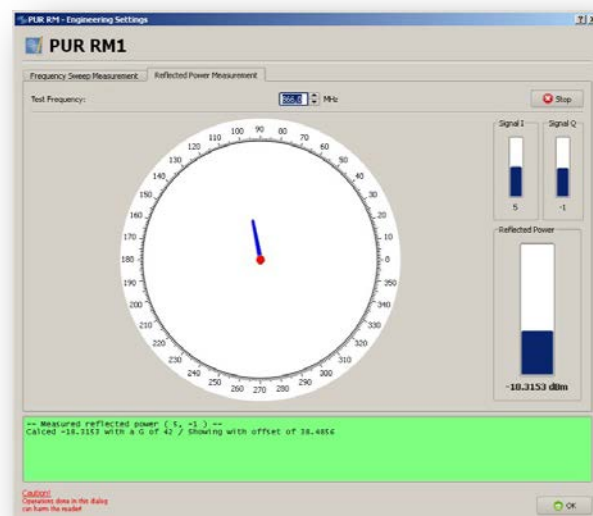 PUR RM - Engineering Settings
PUR RM1
Frequency Sweep Measurement
Reflected Power Measurement
Test Frequency:
866.0
MHz
Stop
Signal I
Signal Q
5
-1
Reflected Power
-18.3153 dBm
90
80
70
60
50
40
30
20
10
0
350
340
330
320
310
300
290
280
270
260
250
240
230
220
210
200
190
180
170
160
150
140
130
120
110
100
-- Measured reflected power ( 5, -1 ) --
Calced -18.3153 with a G of 42 / Showing with offset of 38.4856
Caution!
Operations done in this dialog
can harm the reader!
OK